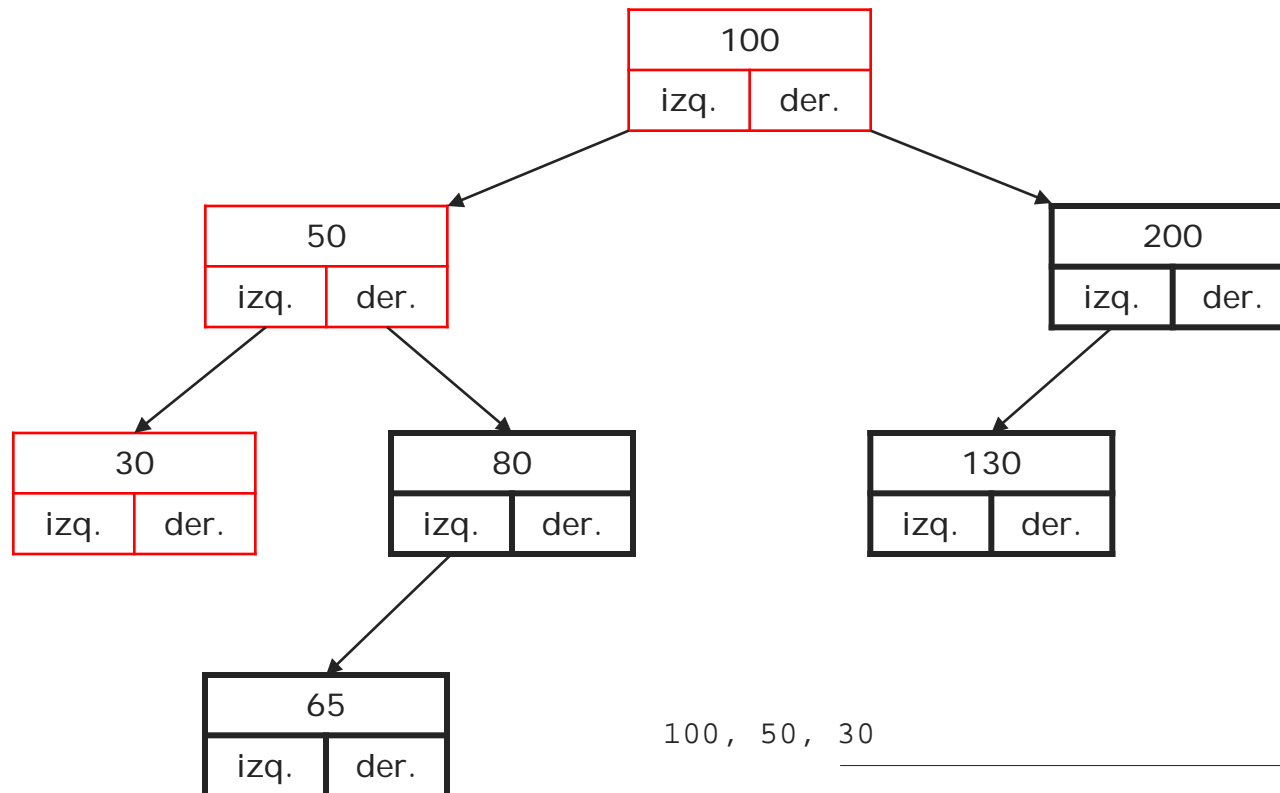 100
izq. der.
50
izq. der.
200
izq. der.
30
izq. der.
80
izq. der.
130
izq. der.
65
izq. der.
100, 50, 30